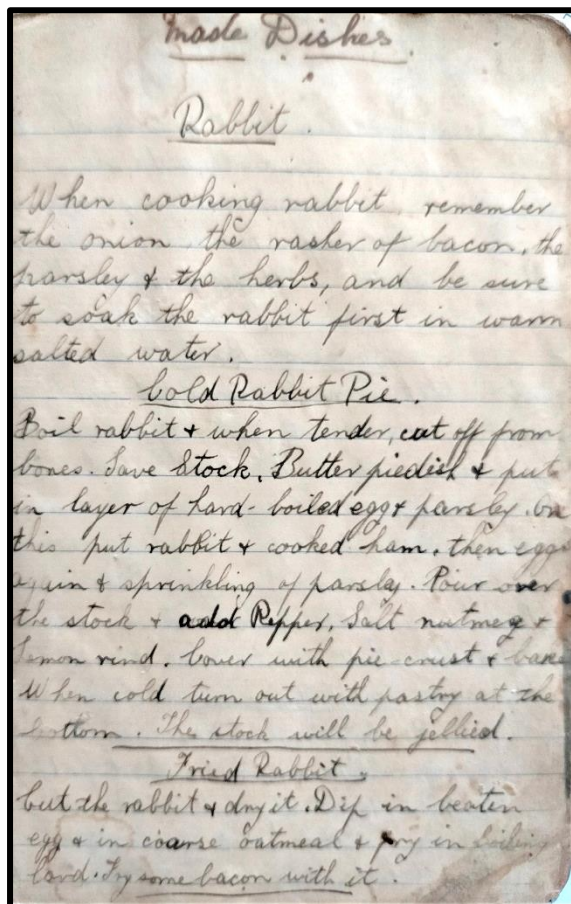 Made Dishes
Rabbit.
When cooking rabbit remember
the onion the rasher of bacon, the
parsley & the herbs, and be sure
to soak the rabbit first in warm
salted water.
Cold Rabbit Pie.
Boil rabbit & when tender, cut off from
bones. Save Stock. Butter piedish & put
in layer of hard-boiled egg & parsley. On
this put rabbit & cooked ham, then egg
again & sprinkling of parsley. Pour over
the stock & add Pepper, Salt nutmeg &
Lemon rind. Cover with pie-crust & bake
When cold turn out with pastry at the
bottom. The stock will be jellied.
Fried Rabbit.
Cut the rabbit & dry it. Dip in beaten
egg & in coarse oatmeal & fry in boiling
lard. Fry some bacon with it.